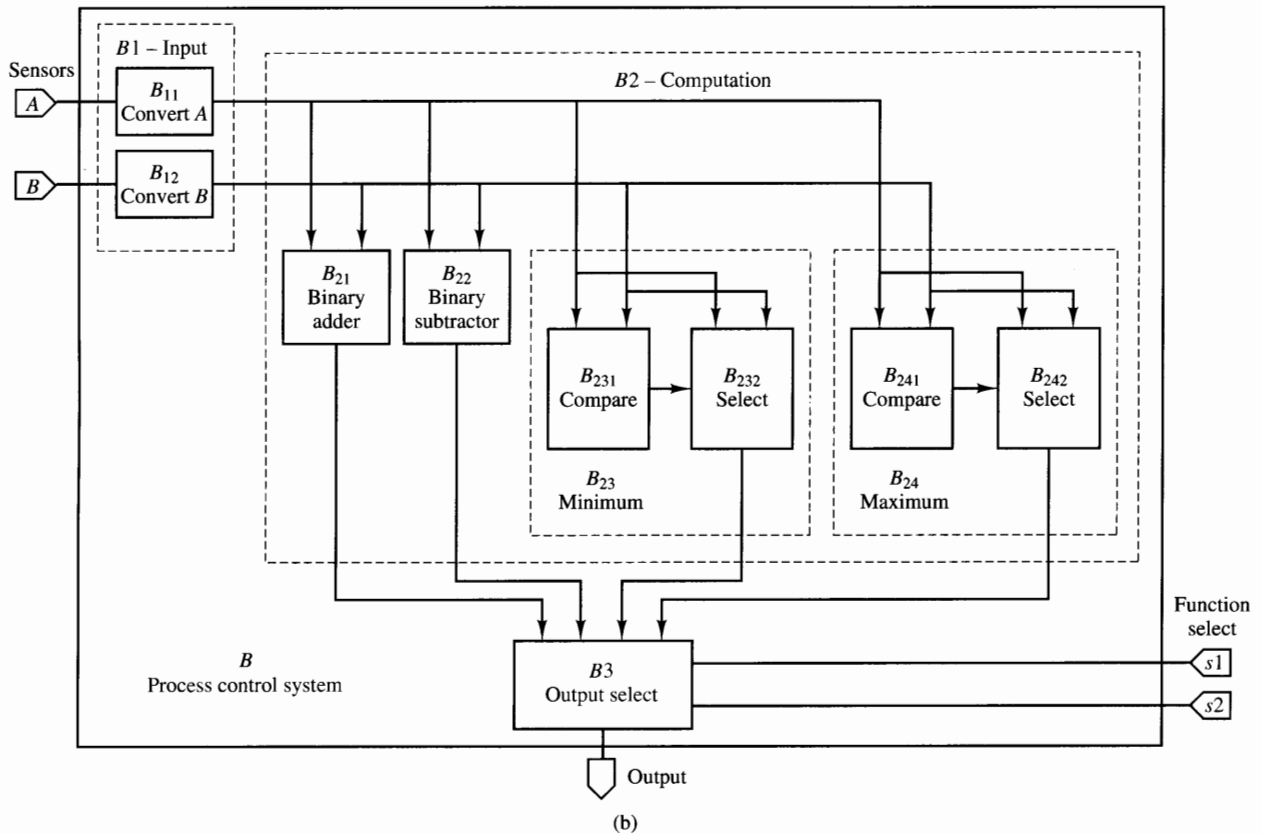 B1 – Input
Sensors
A
B11
Convert A
B
B12
Convert B
B2 – Computation
B21
Binary
adder
B22
Binary
subtractor
B231
Compare
B232
Select
B23
Minimum
B241
Compare
B242
Select
B24
Maximum
B
Process control system
B3
Output select
Function
select
s1
s2
Output
(b)